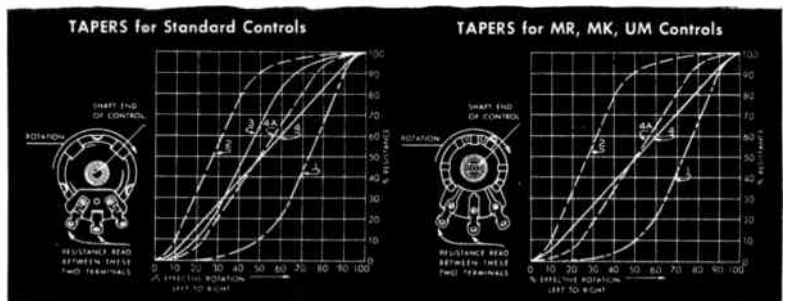 TAPERS for Standard Controls
SHAFT END
OF CONTROL
ROTATION
RESISTANCE READ
BETWEEN THESE
TWO TERMINALS
100
90
80
70
60
50
40
30
20
10
0
% RESISTANCE
2
3
4A
4
1
0 10 20 30 40 50 60 70 80 90 100
% EFFECTIVE ROTATION
LEFT TO RIGHT
TAPERS for MR, MK, UM Controls
SHAFT END
OF CONTROL
ROTATION
RESISTANCE READ
BETWEEN THESE
TWO TERMINALS
100
90
80
70
60
50
40
30
20
10
0
% RESISTANCE
2
4A
4
1
0 10 20 30 40 50 60 70 80 90 100
% EFFECTIVE ROTATION
LEFT TO RIGHT